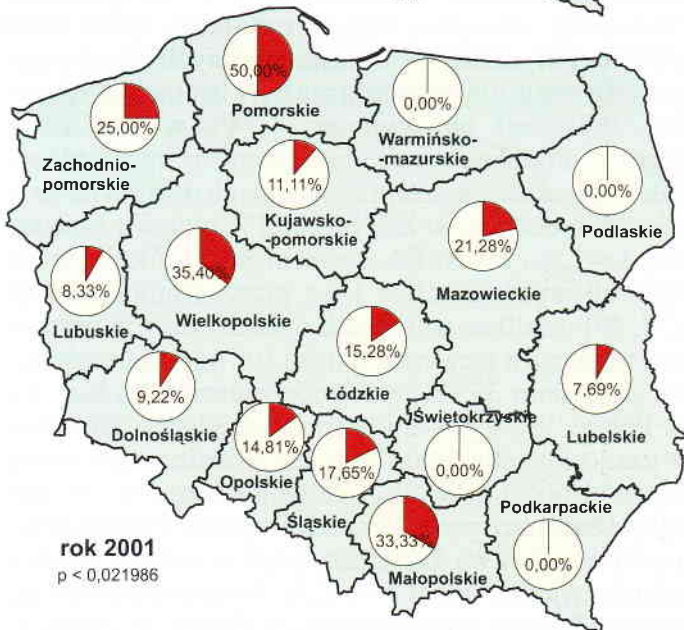 50,00%
Pomorskie
0,00%
Warmińsko-
-mazurskie
25,00%
Zachodnio-
pomorskie
11,11%
Kujawsko-
-pomorskie
0,00%
Podlaskie
21,28%
Mazowieckie
8,33%
Lubuskie
35,40%
Wielkopolskie
15,28%
Łódzkie
9,22%
Dolnośląskie
7,69%
Lubelskie
14,81%
Opolskie
17,65%
Śląskie
Świętokrzyskie
0,00%
33,33%
Małopolskie
Podkarpackie
0,00%
rok 2001
p < 0,021986